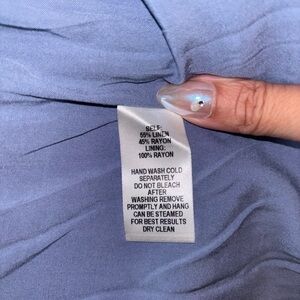 SELF:
55% LINEN
45% RAYON
LINING:
100% RAYON
HAND WASH COLD
SEPARATELY
DO NOT BLEACH
AFTER
WASHING REMOVE
PROMPTLY AND HANG
CAN BE STEAMED
FOR BEST RESULTS
DRY CLEAN